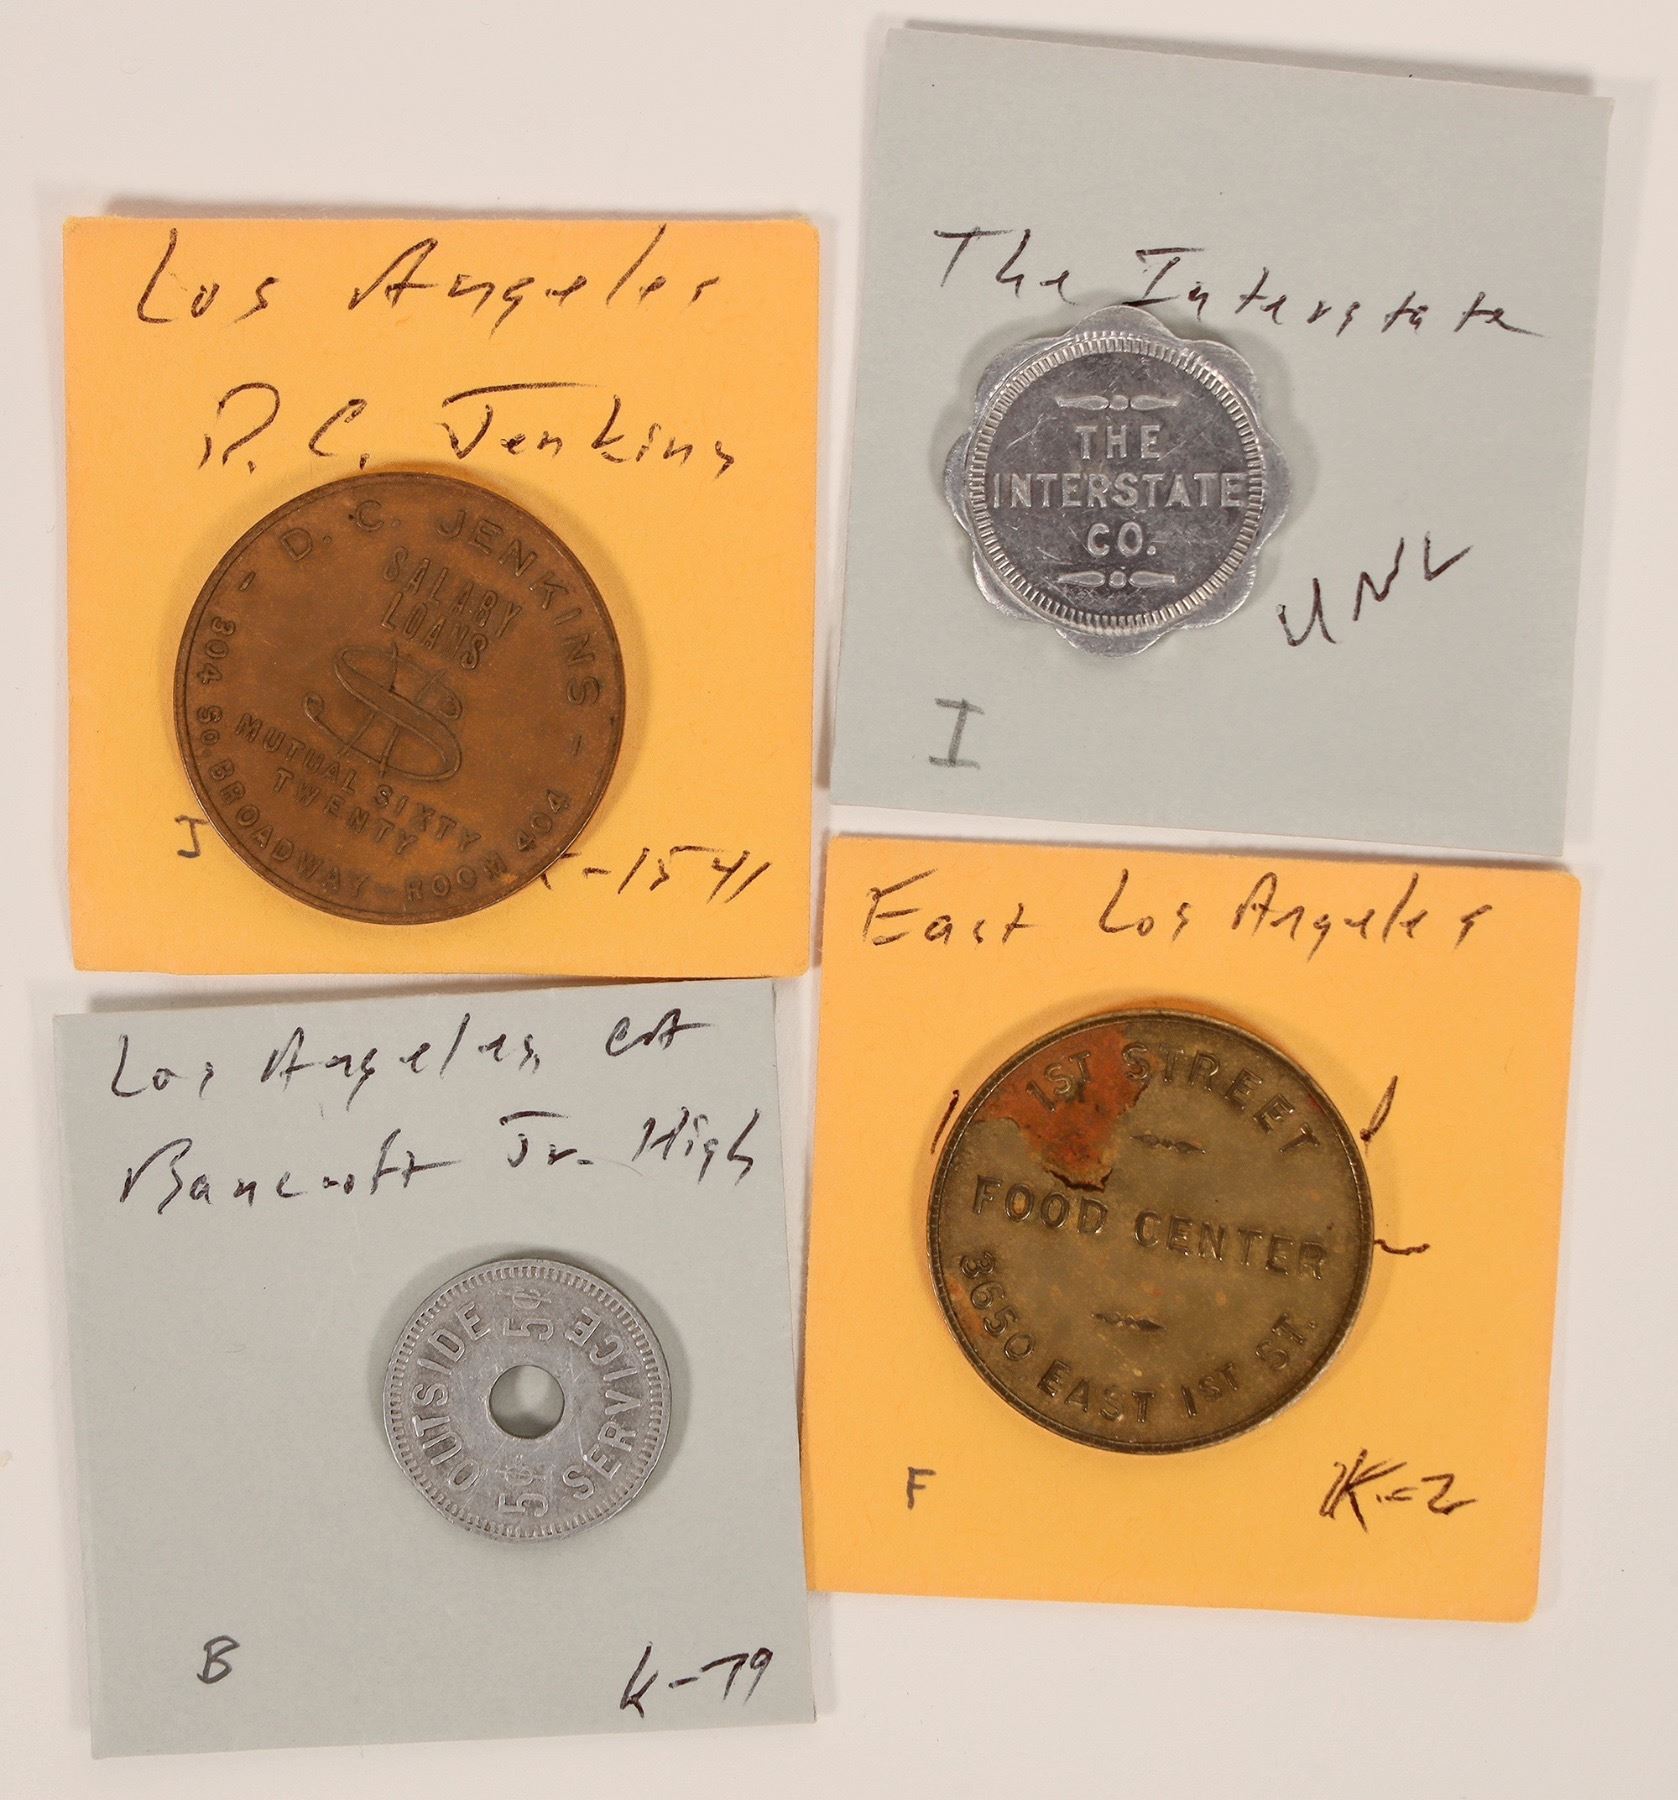 Los Angeles
D. C. Jenkins
D. C. JENKINS
SALARY
LOANS
$
MUTUAL SIXTY
TWENTY
304 SO. BROADWAY - ROOM 404
J
-1541
The Interstate
THE
INTERSTATE
CO.
UNL
I
Los Angeles, CA
Bancroft Jr. High
OUTSIDE 5¢ SERVICE 5¢
B
K-79
East Los Angeles
1ST STREET
FOOD CENTER
3650 EAST 1ST ST.
F
K-2